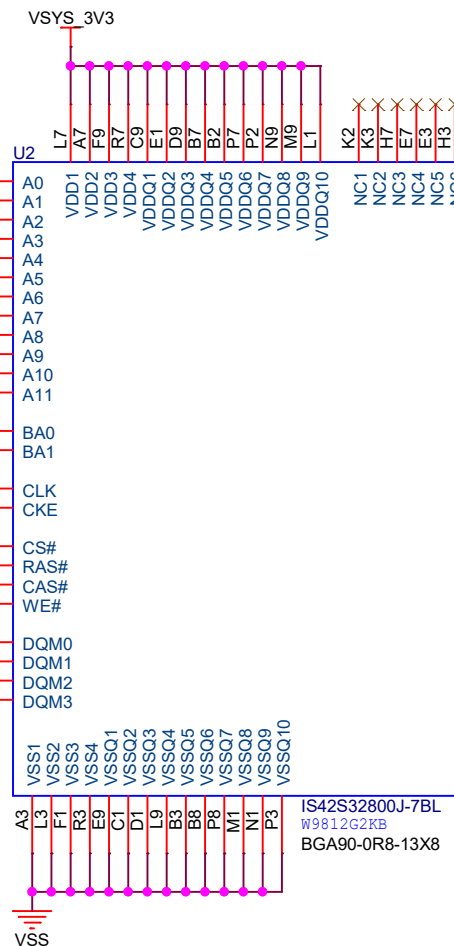 VSYS_3V3
L7 A7 F9 R7 C9 E1 D9 B7 B2 P7 P2 N9 M9 L1 K2 K3 H7 E7 E3 H3
U2
VDD1 VDD2 VDD3 VDD4 VDDQ1 VDDQ2 VDDQ3 VDDQ4 VDDQ5 VDDQ6 VDDQ7 VDDQ8 VDDQ9 VDDQ10 NC1 NC2 NC3 NC4 NC5
A0
A1
A2
A3
A4
A5
A6
A7
A8
A9
A10
A11
BA0
BA1
CLK
CKE
CS#
RAS#
CAS#
WE#
DQM0
DQM1
DQM2
DQM3
VSS1 VSS2 VSS3 VSS4 VSSQ1 VSSQ2 VSSQ3 VSSQ4 VSSQ5 VSSQ6 VSSQ7 VSSQ8 VSSQ9 VSSQ10
A3 L3 F1 R3 E9 C1 D1 L9 B3 B8 P8 M1 N1 P3
IS42S32800J-7BL
W9812G2KB
BGA90-0R8-13X8
VSS